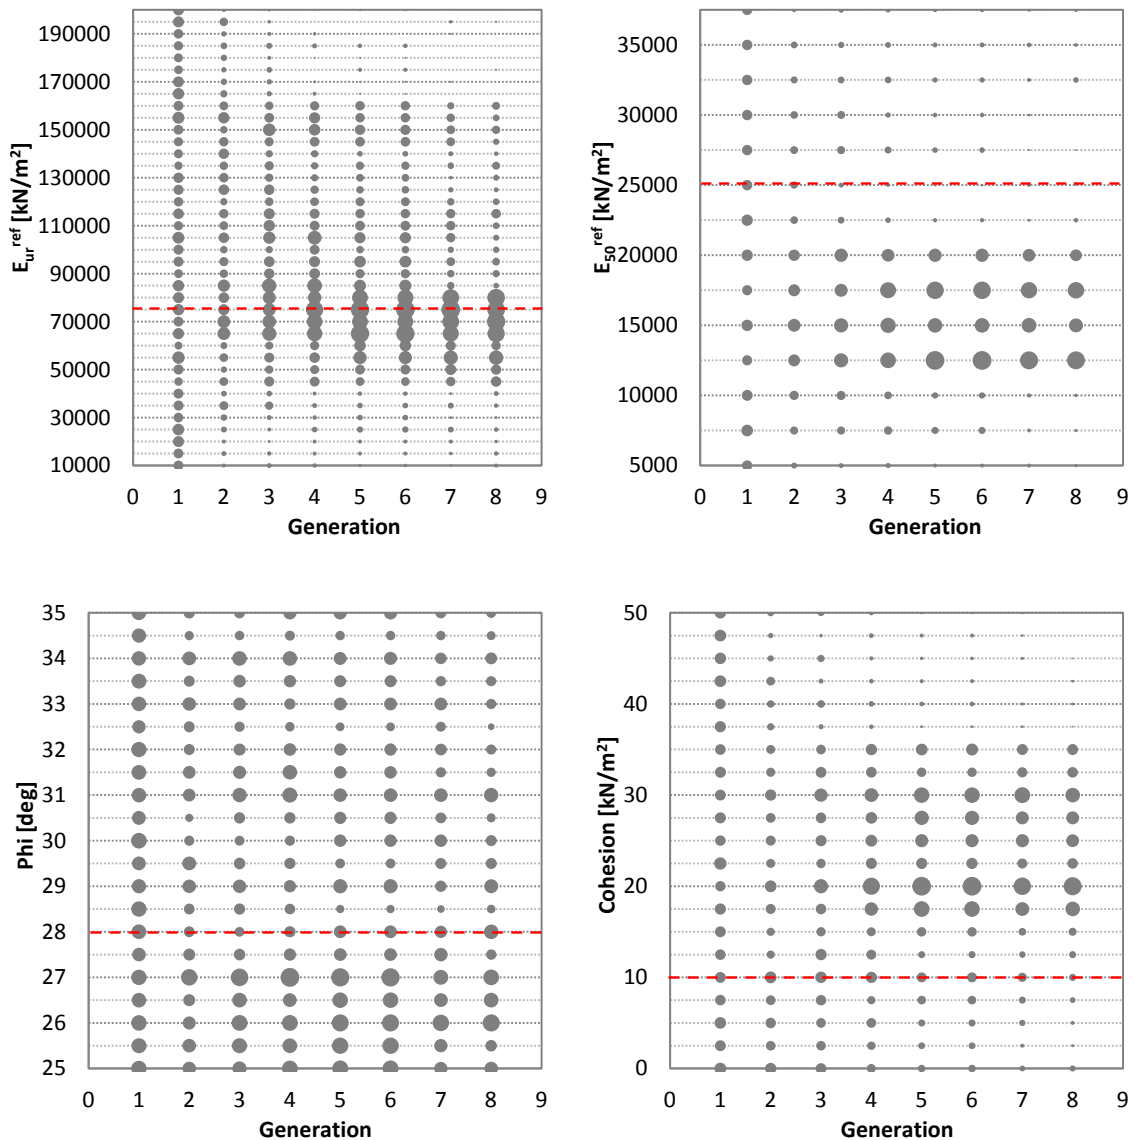 E_ur^ref [kN/m²]
190000
170000
150000
130000
110000
90000
70000
50000
30000
10000
0 1 2 3 4 5 6 7 8 9
Generation
E_50^ref [kN/m²]
35000
30000
25000
20000
15000
10000
5000
0 1 2 3 4 5 6 7 8 9
Generation
Phi [deg]
35
34
33
32
31
30
29
28
27
26
25
0 1 2 3 4 5 6 7 8 9
Generation
Cohesion [kN/m²]
50
40
30
20
10
0
0 1 2 3 4 5 6 7 8 9
Generation